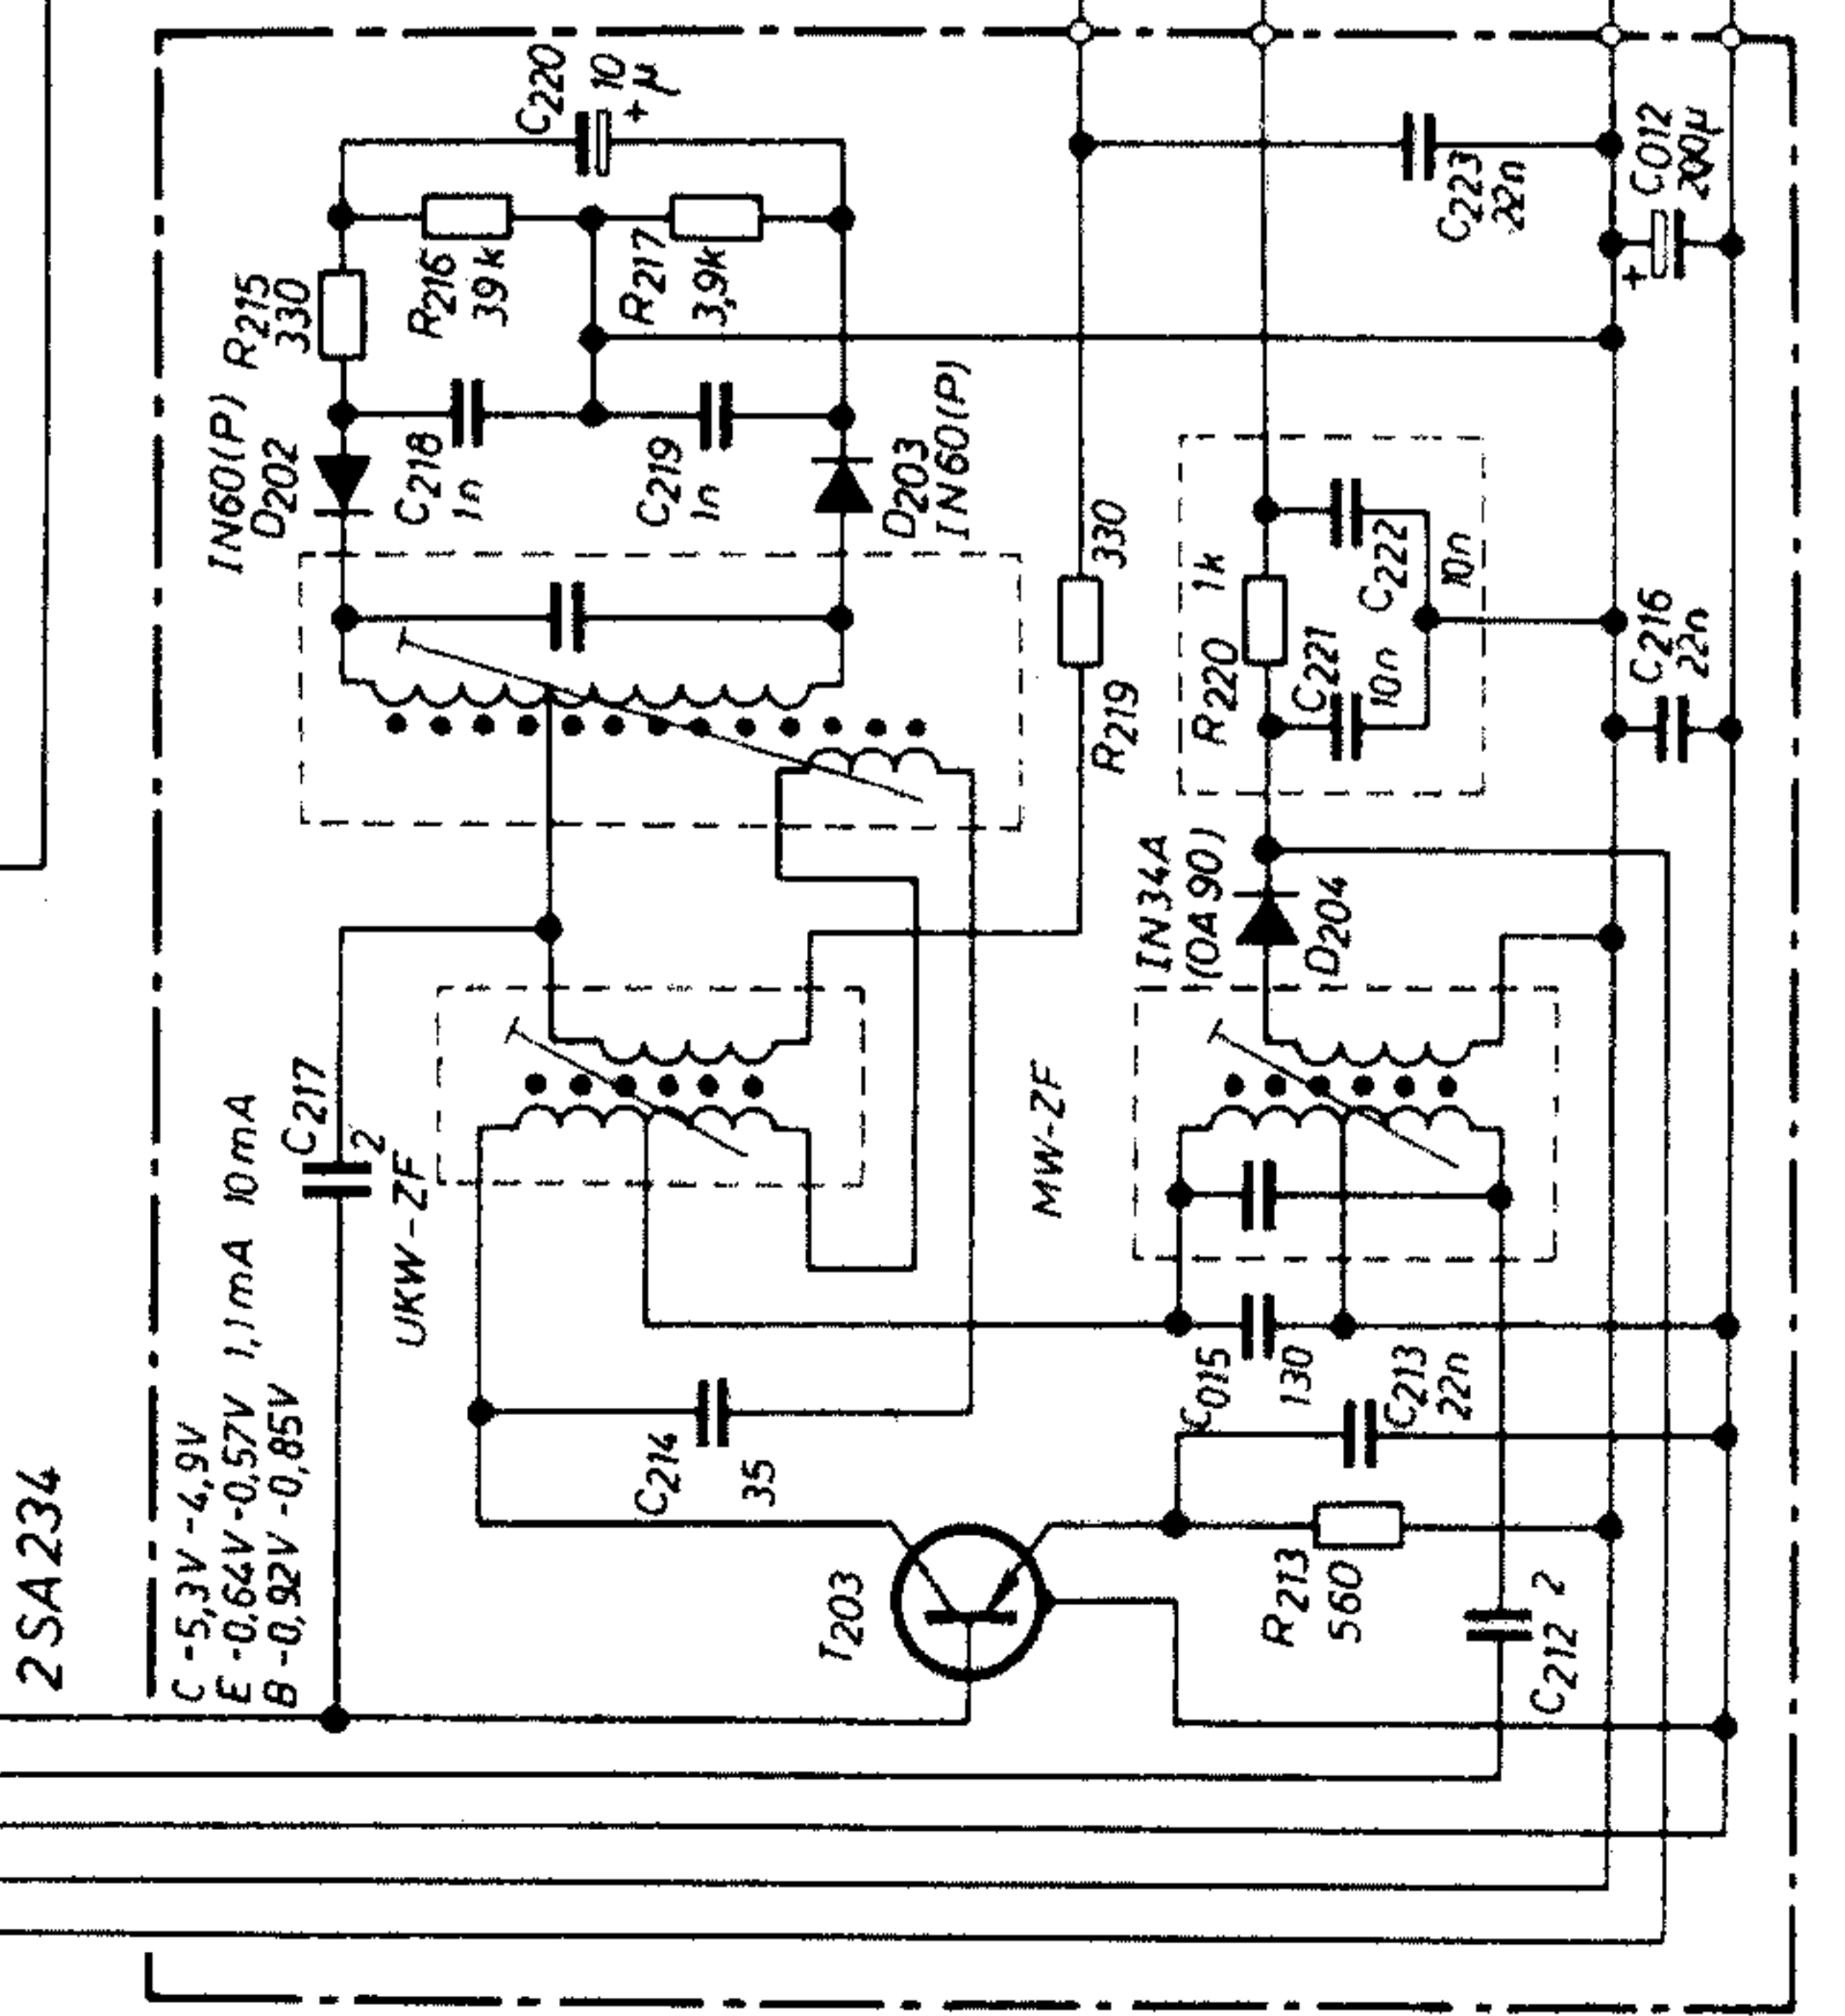 2SA234
C -5,3V -4,9V
E -0,64V -0,57V 1,1mA 10mA
B -0,92V -0,85V
C217
2
UKW-ZF
IN60(P)
D202
R215
330
C220
10
+ µ
R216
39k
R217
3,9k
C218
1n
C219
1n
D203
IN60(P)
C214
35
T203
R219
330
MW-ZF
IN34A
(OA90)
D204
R220 1k
C221
10n
C222
10n
C223
22n
+
C012
200µ
C216
22n
C015
130
C213
22n
R213
560
C212 2